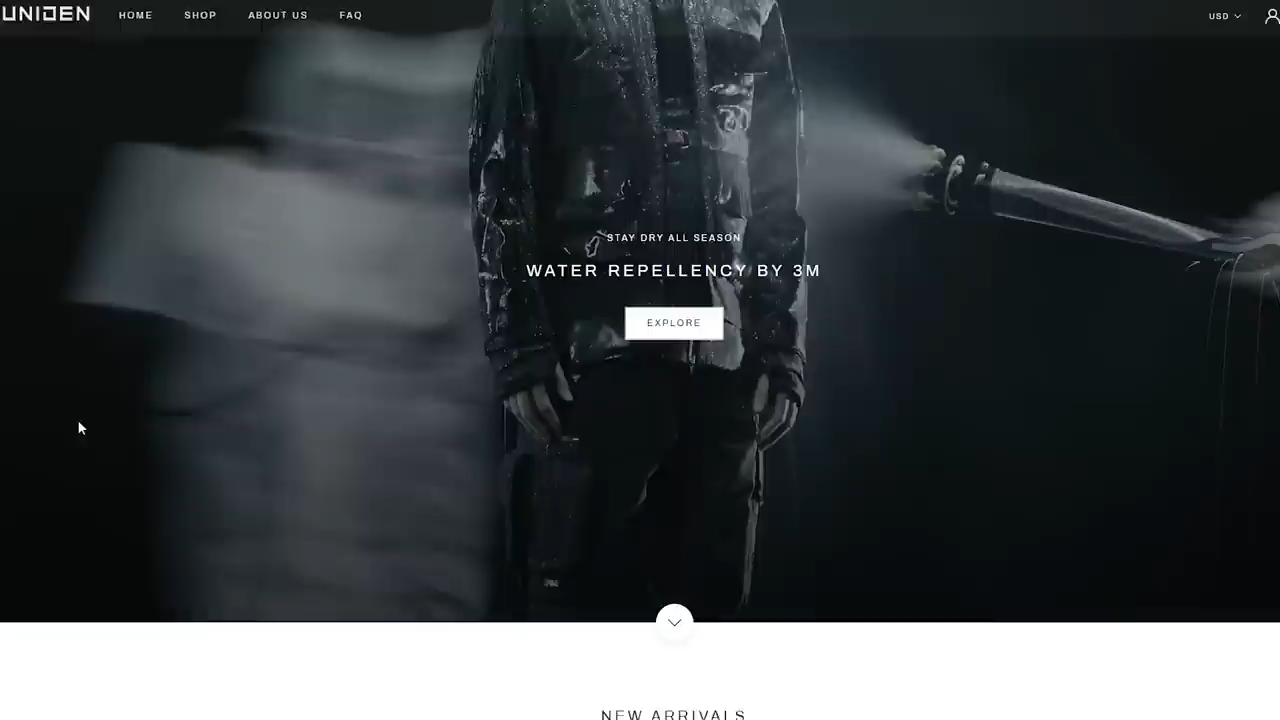 UNIDEN
HOME
SHOP
ABOUT US
FAQ
USD
STAY DRY ALL SEASON
WATER REPELLENCY BY 3M
EXPLORE
NEW ARRIVALS